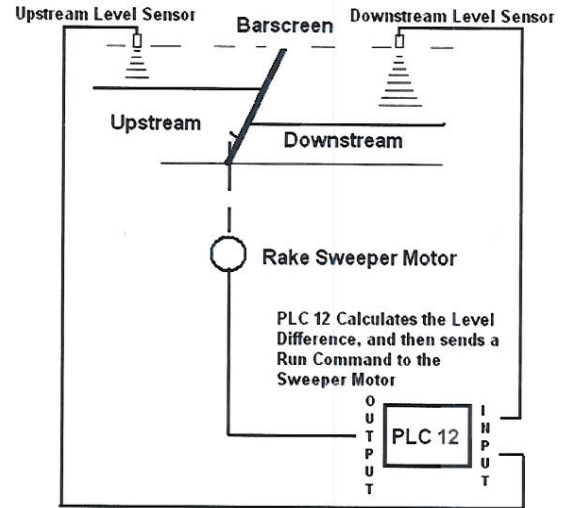 Upstream Level Sensor
Downstream Level Sensor
Barscreen
Upstream
Downstream
Rake Sweeper Motor
PLC 12 Calculates the Level
Difference, and then sends a
Run Command to the
Sweeper Motor
OUTPUT
PLC 12
INPUT